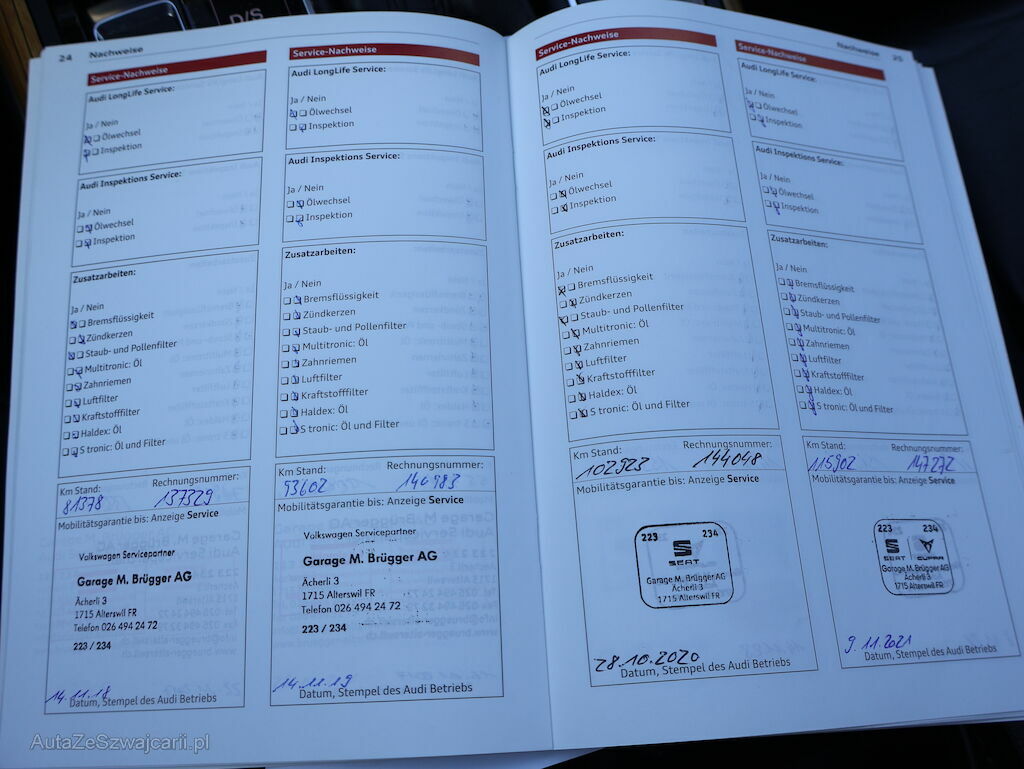 D/S
24 Nachweise
Service-Nachweise
Audi LongLife Service:
Ja / Nein
Ölwechsel
Inspektion
Audi Inspektions Service:
Ja / Nein
Ölwechsel
Inspektion
Zusatzarbeiten:
Ja / Nein
Bremsflüssigkeit
Zündkerzen
Staub- und Pollenfilter
Multitronic: Öl
Zahnriemen
Luftfilter
Kraftstofffilter
Haldex: Öl
S tronic: Öl und Filter
Km Stand: Rechnungsnummer:
81378 137329
Mobilitätsgarantie bis: Anzeige Service
Volkswagen Servicepartner
Garage M. Brügger AG
Ächerli 3
1715 Alterswil FR
Telefon 026 494 24 72
223 / 234
14.11.18
Datum, Stempel des Audi Betriebs
Service-Nachweise
Audi LongLife Service:
Ja / Nein
Ölwechsel
Inspektion
Audi Inspektions Service:
Ja / Nein
Ölwechsel
Inspektion
Zusatzarbeiten:
Ja / Nein
Bremsflüssigkeit
Zündkerzen
Staub- und Pollenfilter
Multitronic: Öl
Zahnriemen
Luftfilter
Kraftstofffilter
Haldex: Öl
S tronic: Öl und Filter
Km Stand: Rechnungsnummer:
93602 140983
Mobilitätsgarantie bis: Anzeige Service
Volkswagen Servicepartner
Garage M. Brügger AG
Ächerli 3
1715 Alterswil FR
Telefon 026 494 24 72
223 / 234
14.11.19
Datum, Stempel des Audi Betriebs
Service-Nachweise
Audi LongLife Service:
Ja / Nein
Ölwechsel
Inspektion
Audi Inspektions Service:
Ja / Nein
Ölwechsel
Inspektion
Zusatzarbeiten:
Ja / Nein
Bremsflüssigkeit
Zündkerzen
Staub- und Pollenfilter
Multitronic: Öl
Zahnriemen
Luftfilter
Kraftstofffilter
Haldex: Öl
S tronic: Öl und Filter
Km Stand: Rechnungsnummer:
102923 144048
Mobilitätsgarantie bis: Anzeige Service
223 234
SEAT
Garage M. Brügger AG
Ächerli 3
1715 Alterswil FR
28.10.2020
Datum, Stempel des Audi Betriebs
Nachweise 25
Service-Nachweise
Audi LongLife Service:
Ja / Nein
Ölwechsel
Inspektion
Audi Inspektions Service:
Ja / Nein
Ölwechsel
Inspektion
Zusatzarbeiten:
Ja / Nein
Bremsflüssigkeit
Zündkerzen
Staub- und Pollenfilter
Multitronic: Öl
Zahnriemen
Luftfilter
Kraftstofffilter
Haldex: Öl
S tronic: Öl und Filter
Km Stand: Rechnungsnummer:
115902 147272
Mobilitätsgarantie bis: Anzeige Service
223 234
SEAT CUPRA
Garage M. Brügger AG
Ächerli 3
1715 Alterswil FR
9.11.2021
Datum, Stempel des Audi Betriebs
AutaZeSzwajcarii.pl